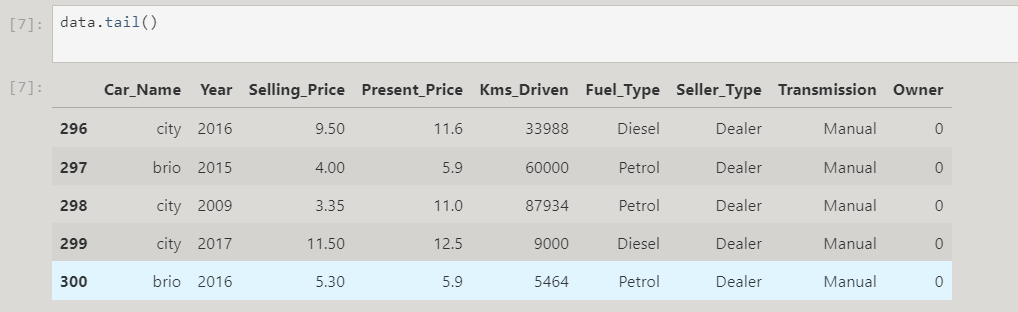 [7]: data.tail()
[7]:
Car_Name Year Selling_Price Present_Price Kms_Driven Fuel_Type Seller_Type Transmission Owner
296 city 2016 9.50 11.6 33988 Diesel Dealer Manual 0
297 brio 2015 4.00 5.9 60000 Petrol Dealer Manual 0
298 city 2009 3.35 11.0 87934 Petrol Dealer Manual 0
299 city 2017 11.50 12.5 9000 Diesel Dealer Manual 0
300 brio 2016 5.30 5.9 5464 Petrol Dealer Manual 0